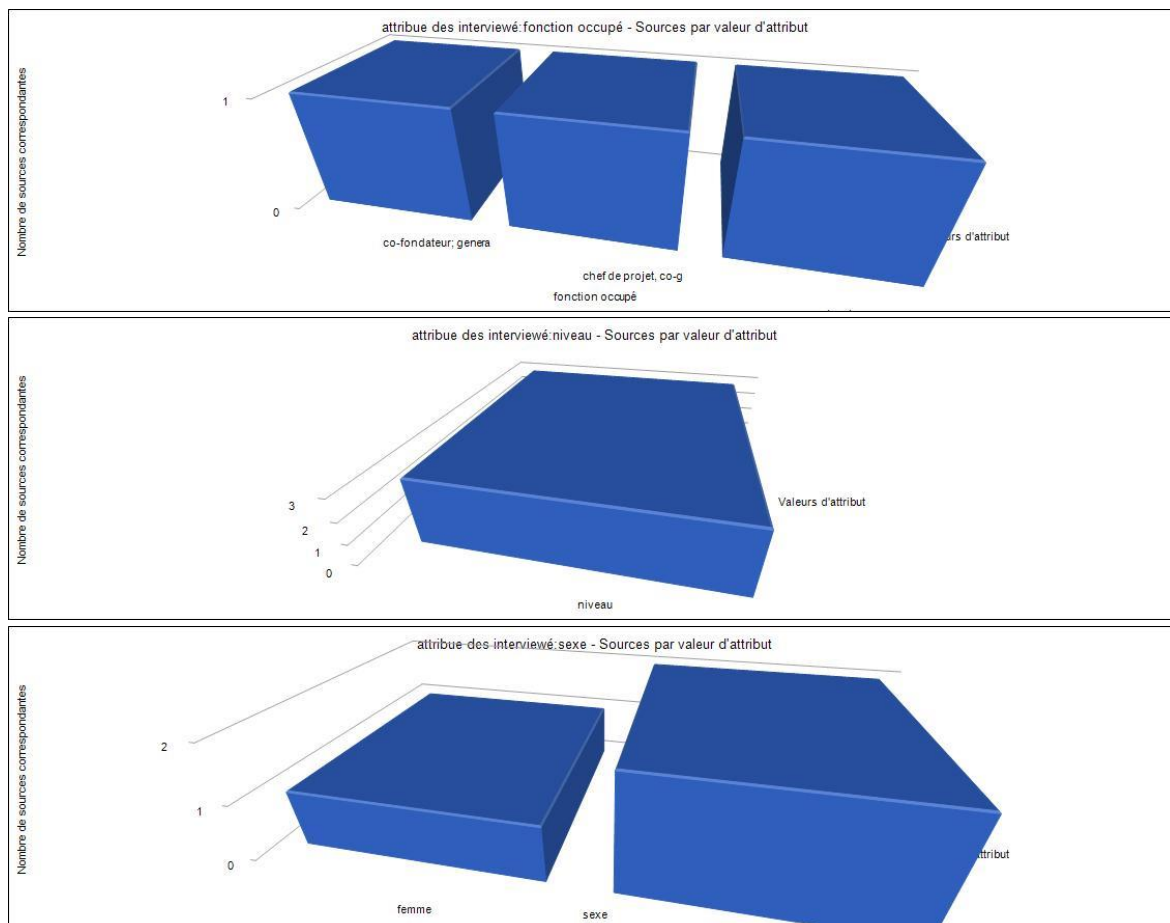 attribue des interviewé:fonction occupé - Sources par valeur d'attribut
Nombre de sources correspondantes
1
0
co-fondateur; genera
urs d'attribut
chef de projet, co-g
fonction occupé
attribue des interviewé:niveau - Sources par valeur d'attribut
Nombre de sources correspondantes
3
2
1
0
Valeurs d'attribut
niveau
attribue des interviewé:sexe - Sources par valeur d'attribut
Nombre de sources correspondantes
2
1
0
attribut
femme
sexe